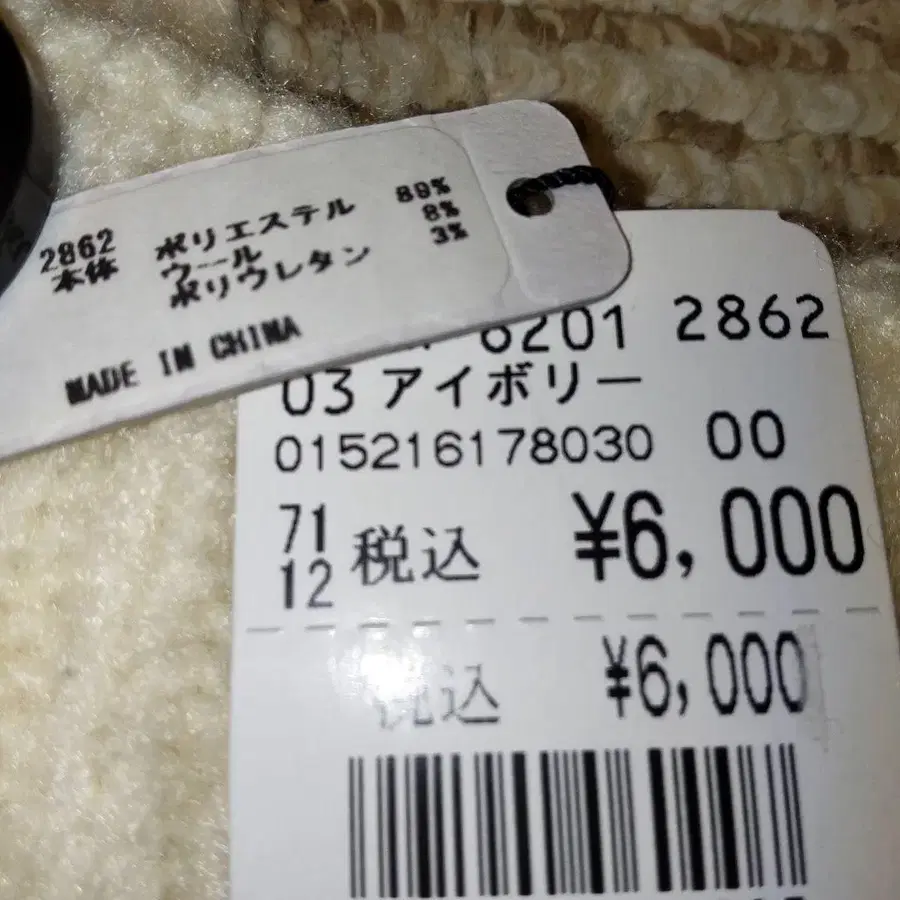 2862
本体 ポリエステル 89%
ウール 8%
ポリウレタン 3%
MADE IN CHINA
6201 2862
03 アイボリー
015216178030 00
71
12 税込 ¥6,000
税込 ¥6,000